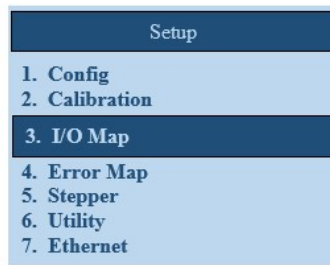 Setup
1. Config
2. Calibration
3. I/O Map
4. Error Map
5. Stepper
6. Utility
7. Ethernet